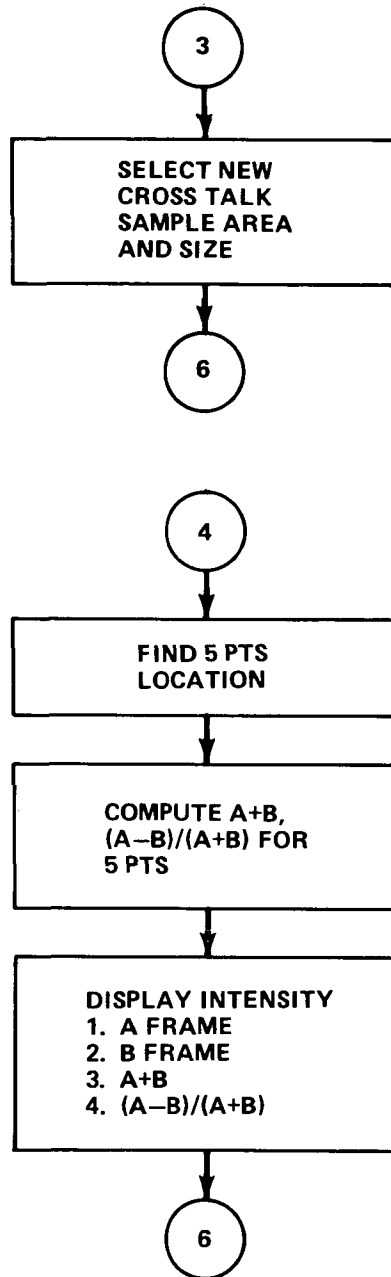 3
SELECT NEW
CROSS TALK
SAMPLE AREA
AND SIZE
6
4
FIND 5 PTS
LOCATION
COMPUTE A+B,
(A−B)/(A+B) FOR
5 PTS
DISPLAY INTENSITY
1. A FRAME
2. B FRAME
3. A+B
4. (A−B)/(A+B)
6